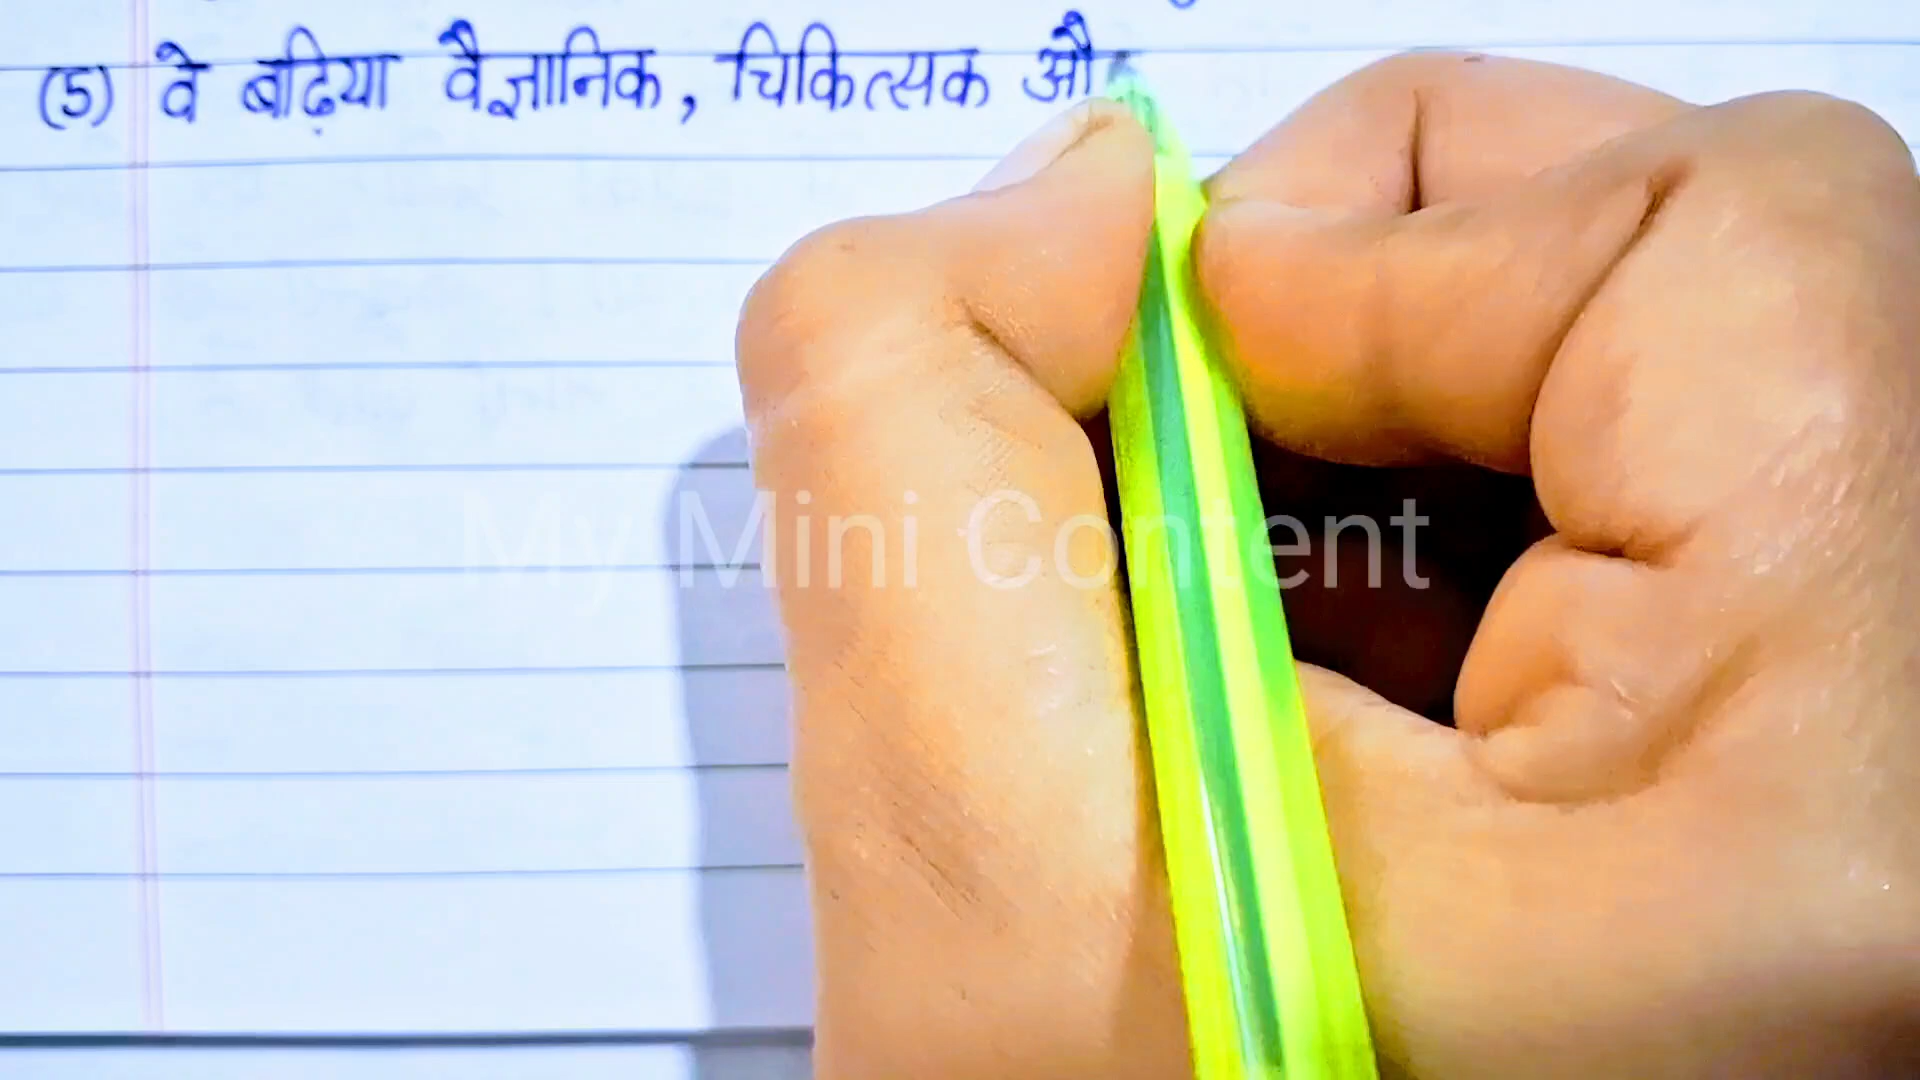 (5) वे बढ़िया वैज्ञानिक, चिकित्सक औ
My Mini Content